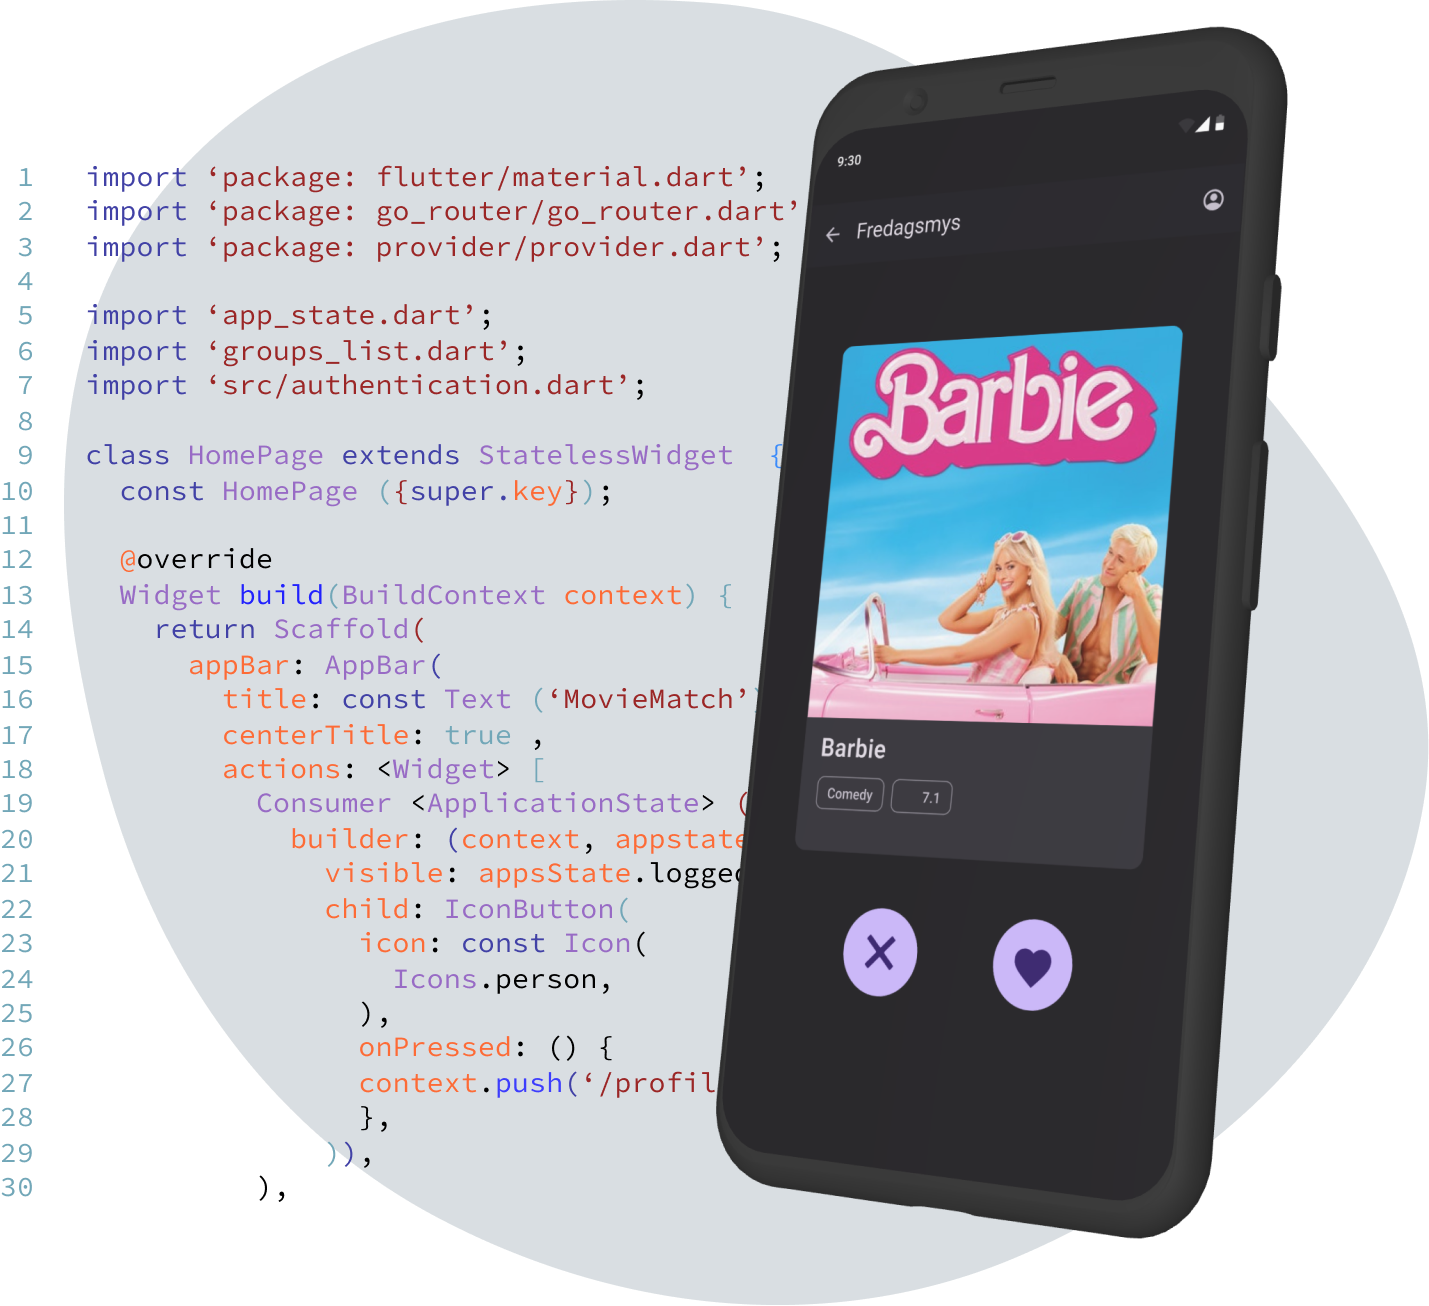 1 import ‘package: flutter/material.dart’;
2 import ‘package: go_router/go_router.dart’
3 import ‘package: provider/provider.dart’;
4
5 import ‘app_state.dart’;
6 import ‘groups_list.dart’;
7 import ‘src/authentication.dart’;
8
9 class HomePage extends StatelessWidget {
10 const HomePage ({super.key});
11
12 @override
13 Widget build(BuildContext context) {
14 return Scaffold(
15 appBar: AppBar(
16 title: const Text (‘MovieMatch’)
17 centerTitle: true ,
18 actions: <Widget> [
19 Consumer <ApplicationState> (
20 builder: (context, appstate
21 visible: appsState.logged
22 child: IconButton(
23 icon: const Icon(
24 Icons.person,
25 ),
26 onPressed: () {
27 context.push(‘/profil
28 },
29 )),
30 ),
9:30
Fredagsmys
Barbie
Barbie
Comedy 7.1